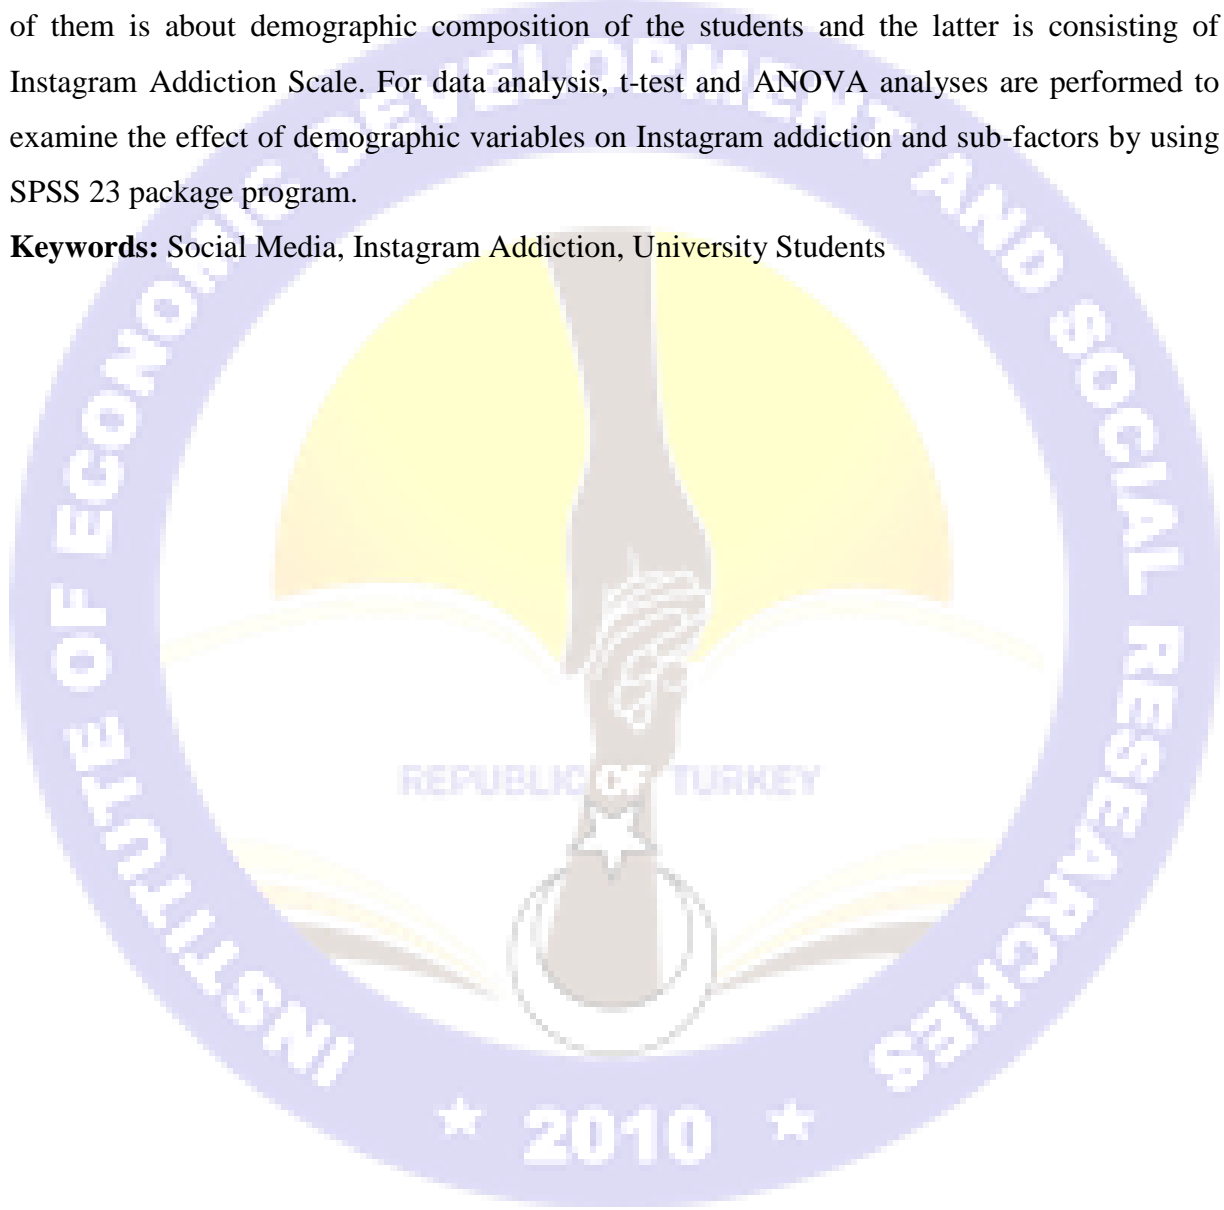 of them is about demographic composition of the students and the latter is consisting of
Instagram Addiction Scale. For data analysis, t-test and ANOVA analyses are performed to
examine the effect of demographic variables on Instagram addiction and sub-factors by using
SPSS 23 package program.
Keywords: Social Media, Instagram Addiction, University Students
INSTITUTE OF ECONOMIC DEVELOPMENT AND SOCIAL RESEARCHES
REPUBLIC OF TURKEY
★ 2010 ★